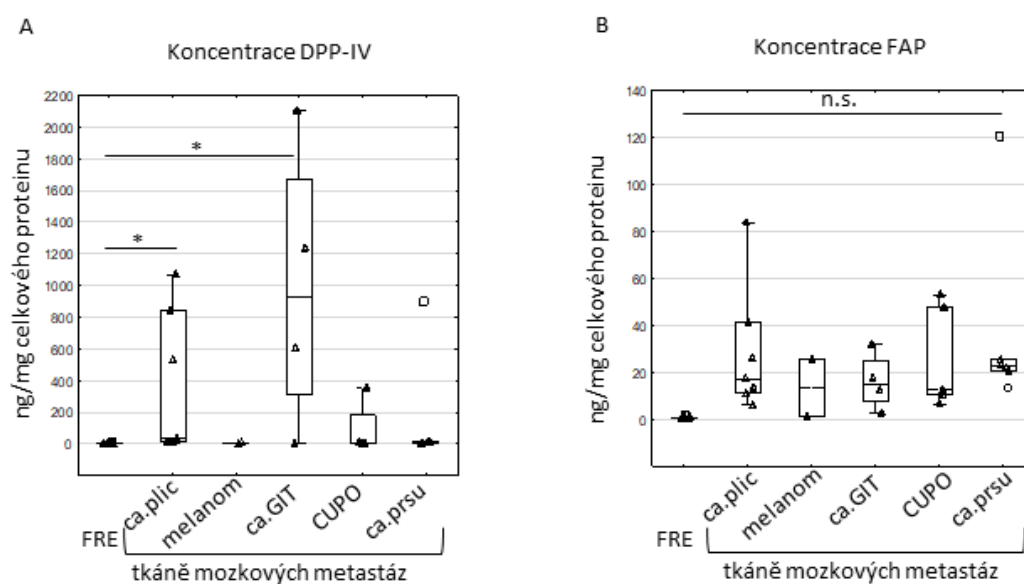 A
Koncentrace DPP-IV
ng/mg celkového proteinu
2200
2000
1800
1600
1400
1200
1000
800
600
400
200
0
*
*
FRE
ca.plic
melanom
ca.GIT
CUPO
ca.prsu
tkáně mozkových metastáz
B
Koncentrace FAP
ng/mg celkového proteinu
140
120
100
80
60
40
20
0
n.s.
FRE
ca.plic
melanom
ca.GIT
CUPO
ca.prsu
tkáně mozkových metastáz